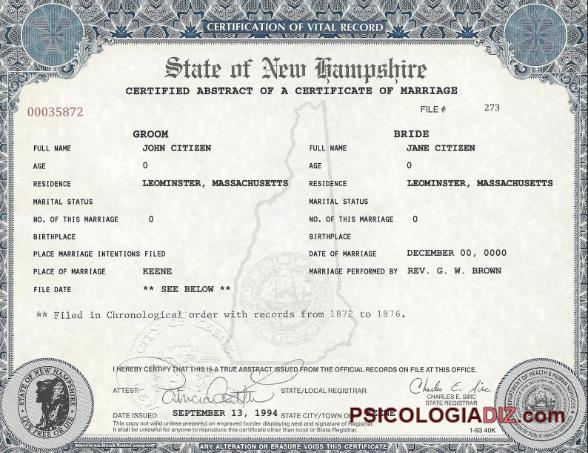 CERTIFICATION OF VITAL RECORD
State of New Hampshire
CERTIFIED ABSTRACT OF A CERTIFICATE OF MARRIAGE
00035872 FILE # 273
GROOM BRIDE
FULL NAME JOHN CITIZEN FULL NAME JANE CITIZEN
AGE 0 AGE 0
RESIDENCE LEOMINSTER, MASSACHUSETTS RESIDENCE LEOMINSTER, MASSACHUSETTS
MARITAL STATUS MARITAL STATUS
NO. OF THIS MARRIAGE 0 NO. OF THIS MARRIAGE 0
BIRTHPLACE BIRTHPLACE
PLACE MARRIAGE INTENTIONS FILED DATE OF MARRIAGE DECEMBER 00, 0000
PLACE OF MARRIAGE KEENE MARRIAGE PERFORMED BY REV. G. W. BROWN
FILE DATE ** SEE BELOW **
** Filed in Chronological order with records from 1872 to 1876.
I HEREBY CERTIFY THAT THIS IS A TRUE ABSTRACT ISSUED FROM THE OFFICIAL RECORDS ON FILE AT THIS OFFICE.
ATTEST: STATE/LOCAL REGISTRAR Charles E. Sirc
CHARLES E. SIRC
STATE REGISTRAR
DATE ISSUED: SEPTEMBER 13, 1994 STATE CITY/TOWN OF
PSICOLOGIADIZ.com
This copy not valid unless prepared on engraved border displaying seal and signature of Registrar.
It shall be unlawful for anyone to reproduce this certificate other than local or State Registrar.
1-93 40K
STATE OF NEW HAMPSHIRE
LIVE FREE OR DIE
ANY ALTERATION OR ERASURE VOIDS THIS CERTIFICATE